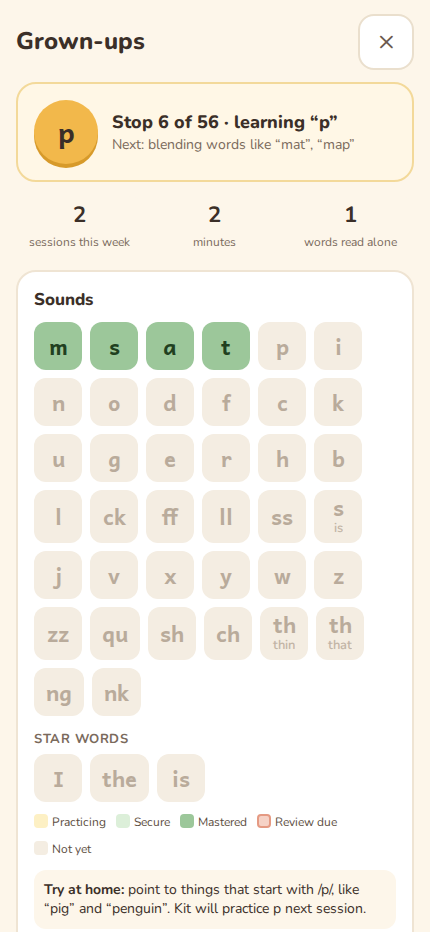 Grown-ups
×
p
Stop 6 of 56 · learning “p”
Next: blending words like “mat”, “map”
2 2 1
sessions this week minutes words read alone
Sounds
m s a t p i
n o d f c k
u g e r h b
l ck ff ll ss s
is
j v x y w z
zz qu sh ch th th
thin that
ng nk
STAR WORDS
I the is
Practicing Secure Mastered Review due
Not yet
Try at home: point to things that start with /p/, like
“pig” and “penguin”. Kit will practice p next session.